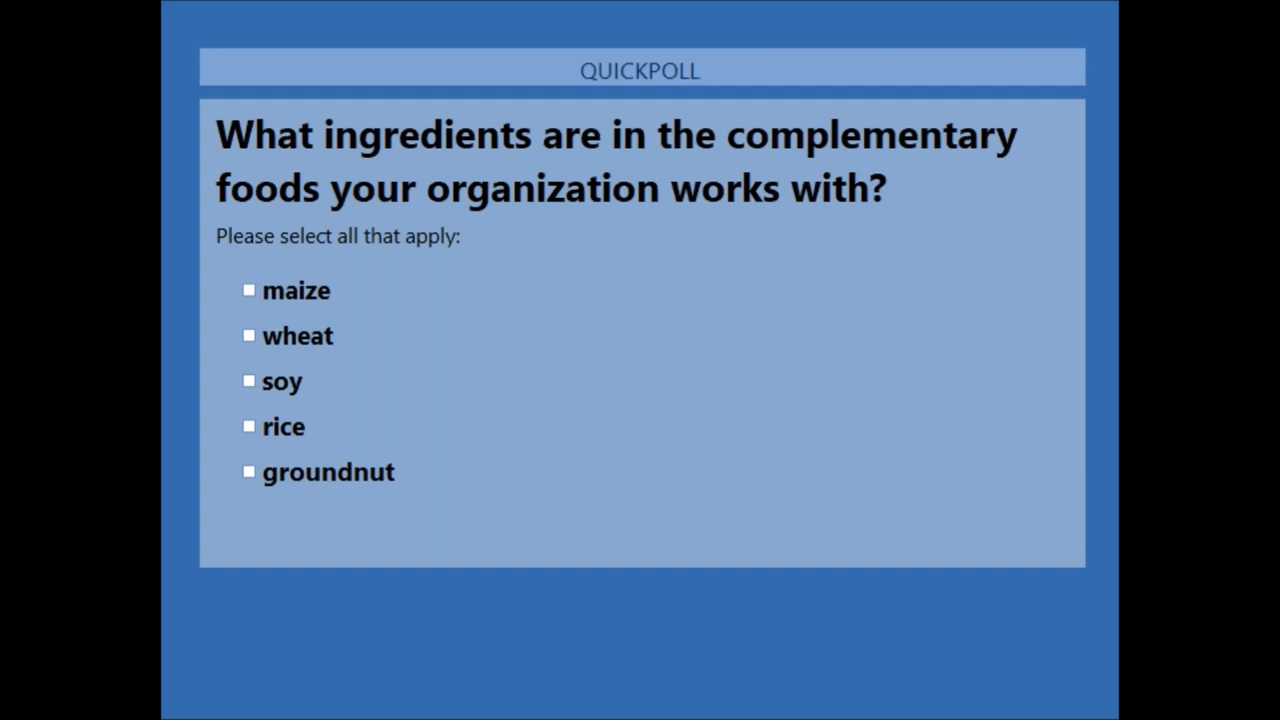 QUICKPOLL
What ingredients are in the complementary
foods your organization works with?
Please select all that apply:
maize
wheat
soy
rice
groundnut